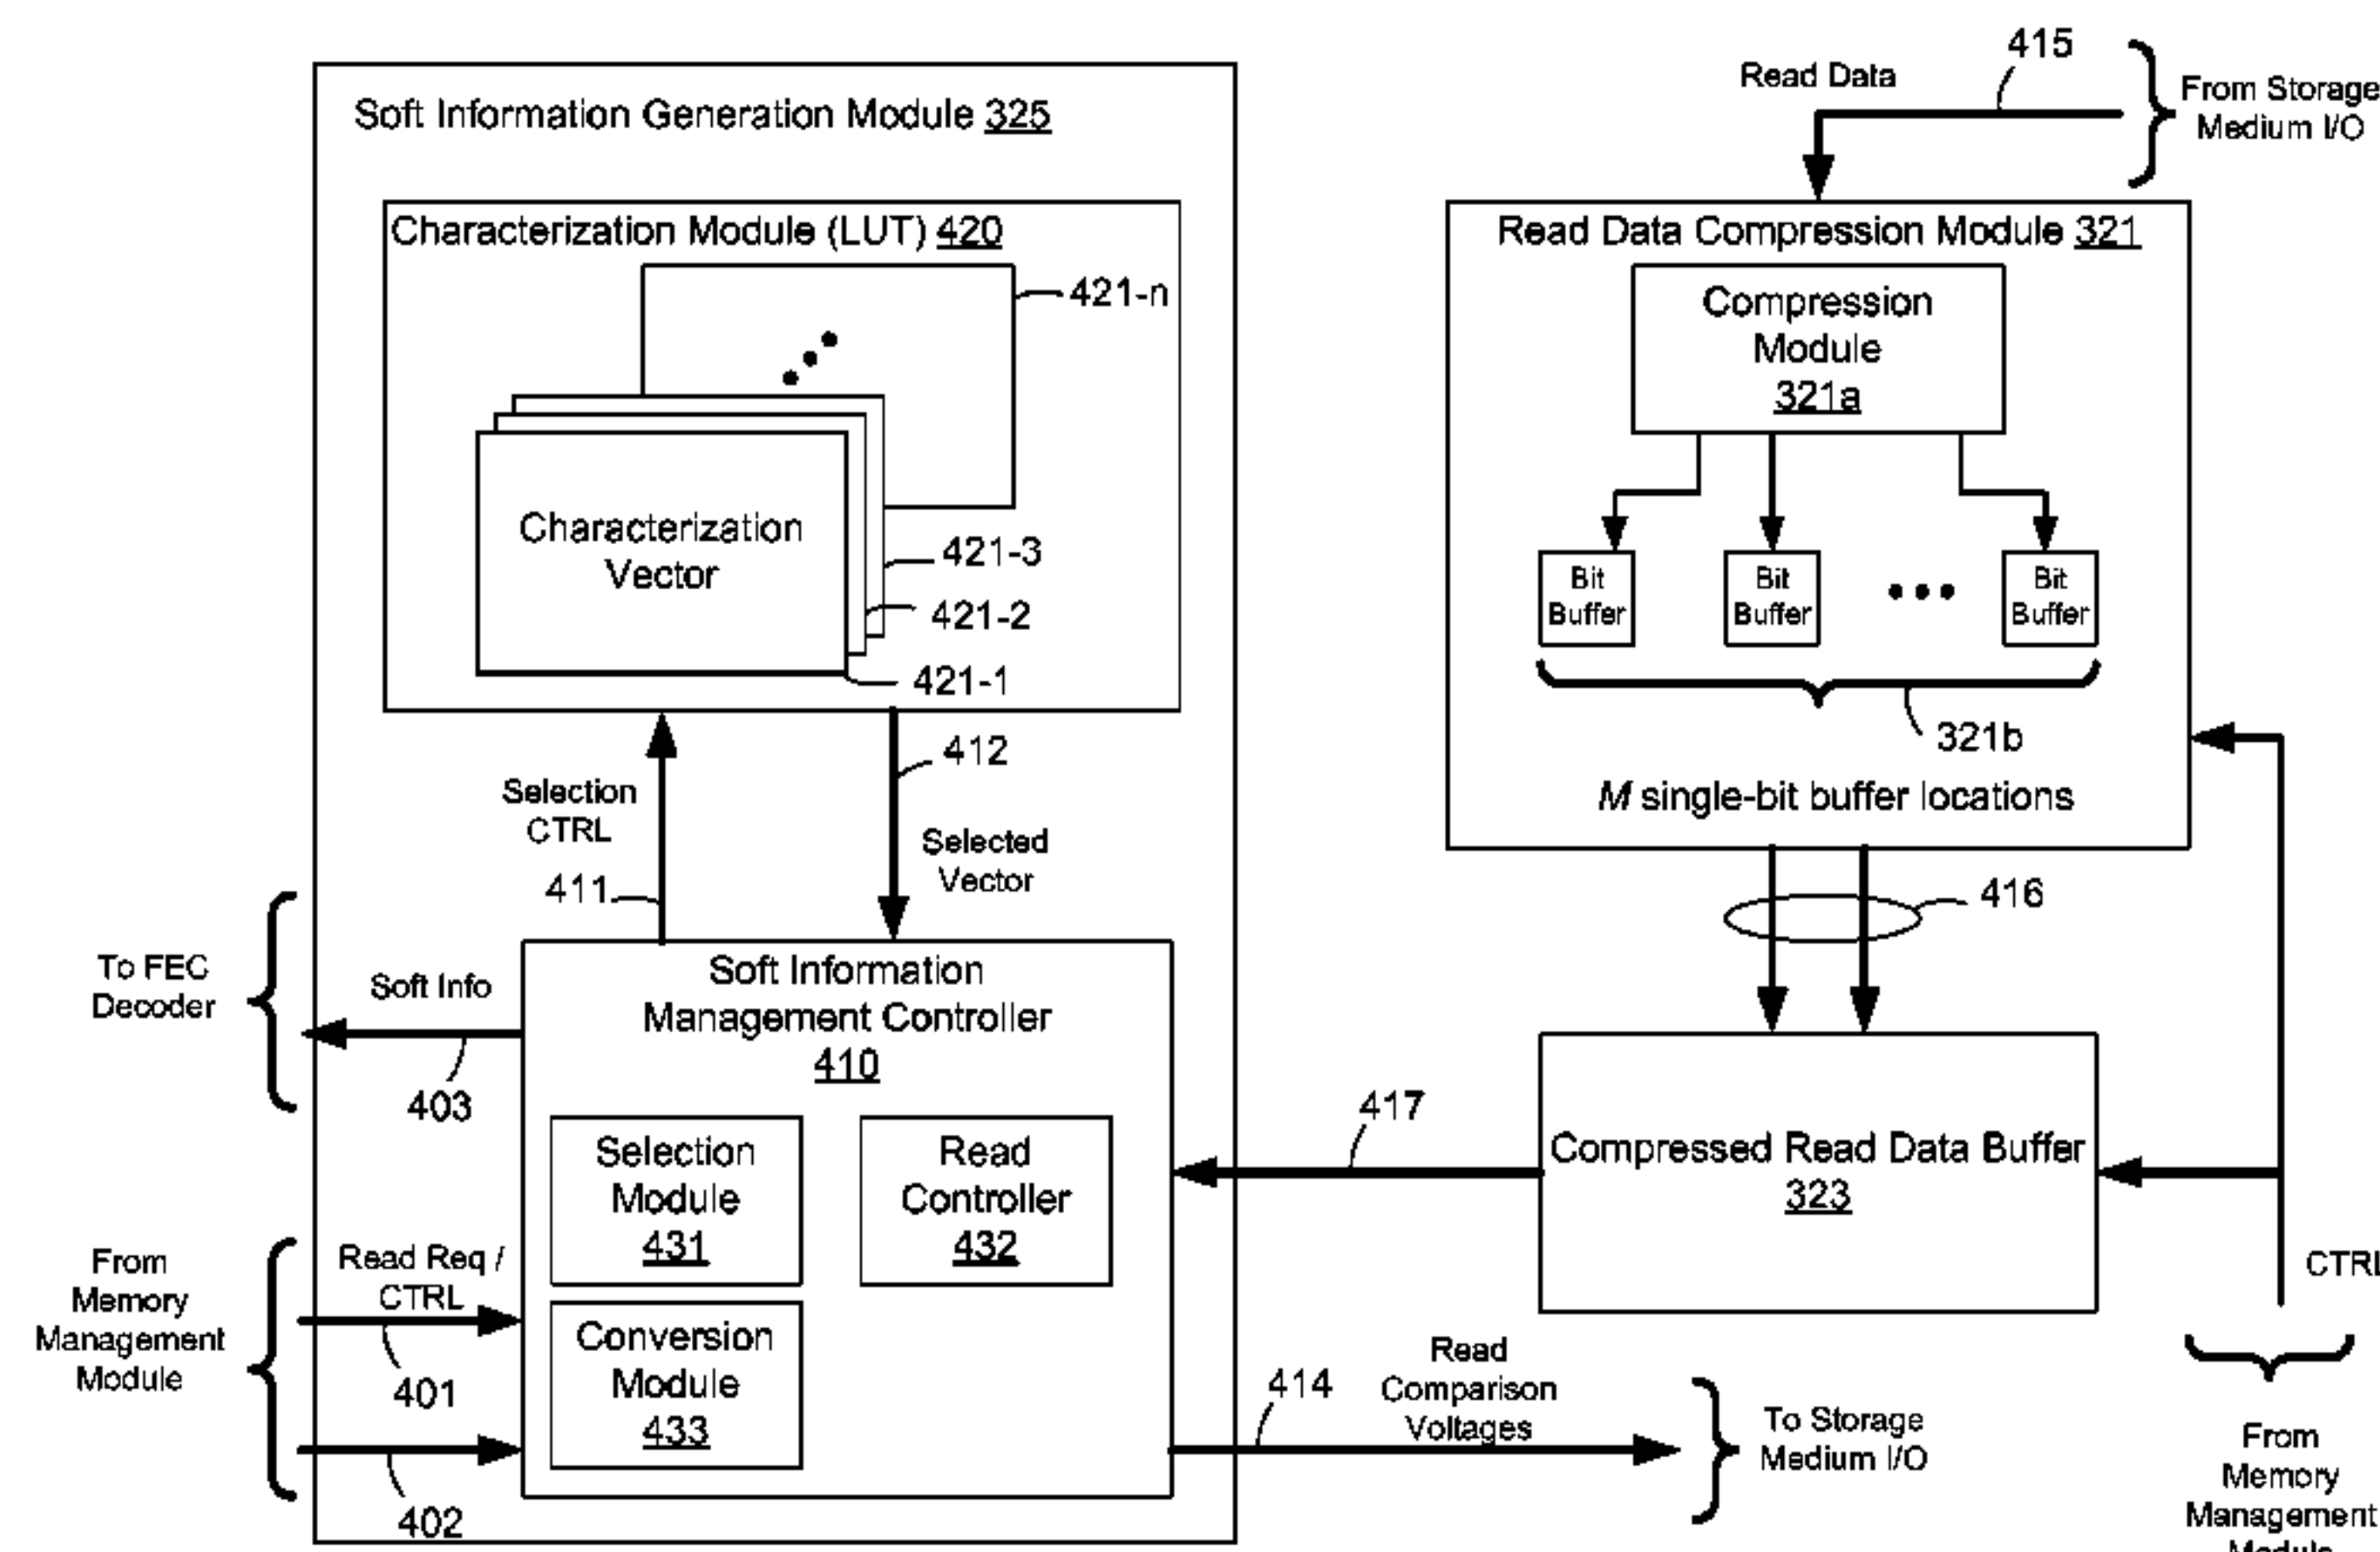 Soft Information Generation Module 325
Characterization Module (LUT) 420
421-n
Characterization
Vector
421-3
421-2
421-1
Selection
CTRL
411
412
Selected
Vector
To FEC
Decoder
Soft Info
403
Soft Information
Management Controller
410
Selection
Module
431
Read
Controller
432
Conversion
Module
433
From
Memory
Management
Module
Read Req /
CTRL
401
402
415
Read Data
From Storage
Medium I/O
Read Data Compression Module 321
Compression
Module
321a
Bit
Buffer
Bit
Buffer
Bit
Buffer
321b
M single-bit buffer locations
416
417
Compressed Read Data Buffer
323
CTRL
From
Memory
Management
Module
414
Read
Comparison
Voltages
To Storage
Medium I/O